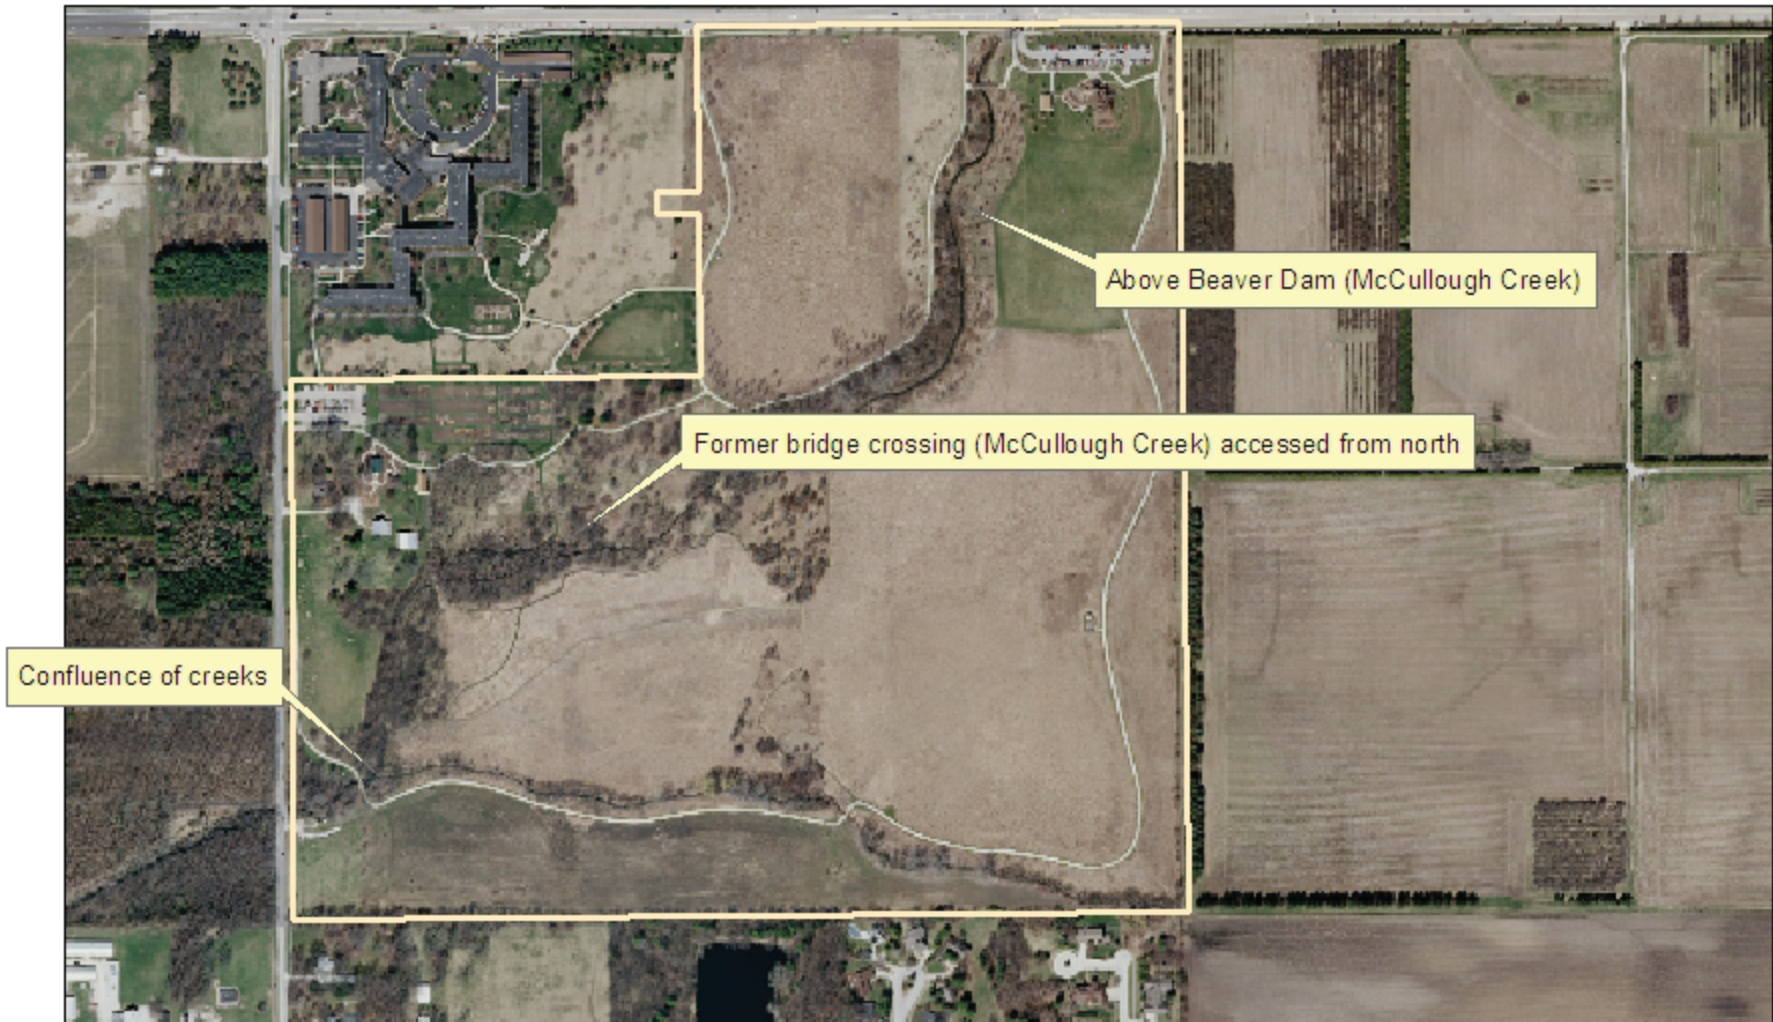 Above Beaver Dam (McCullough Creek)
Former bridge crossing (McCullough Creek) accessed from north
Confluence of creeks